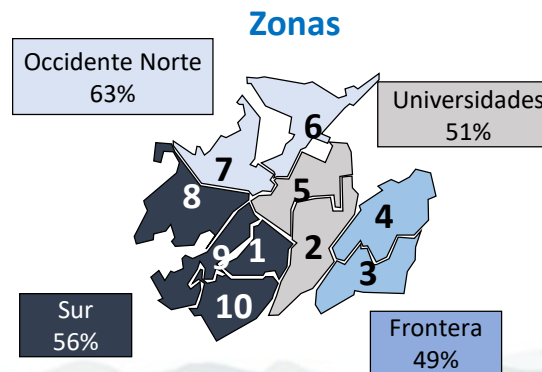 Zonas
Occidente Norte
63%
Universidades
51%
6
7
5
8
4
9
1
2
3
10
Sur
56%
Frontera
49%